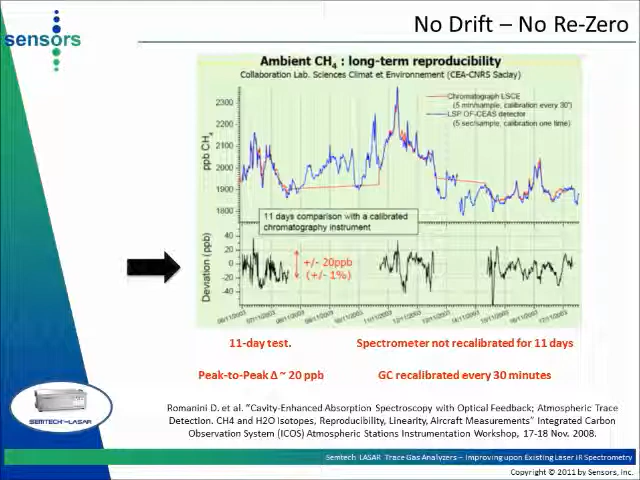 No Drift – No Re-Zero
sensors
Ambient CH4 : long-term reproducibility
Collaboration Lab. Sciences Climat et Environnement (CEA-CNRS Saclay)
Chromatograph LSCE
(5 min/sample, calibration every 30')
LSP OF-CEAS detector
(5 sec/sample, calibration one time)
ppb CH4
2300
2200
2100
2000
1900
1800
11 days comparison with a calibrated
chromatography instrument
Deviation (ppb)
40
20
0
-20
-40
+/- 20ppb
(+/- 1%)
11-day test.
Spectrometer not recalibrated for 11 days
Peak-to-Peak Δ ~ 20 ppb
GC recalibrated every 30 minutes
SEMTECH LASAR
Romanini D. et al. "Cavity-Enhanced Absorption Spectroscopy with Optical Feedback; Atmospheric Trace
Detection. CH4 and H2O Isotopes, Reproducibility, Linearity, Aircraft Measurements" Integrated Carbon
Observation System (ICOS) Atmospheric Stations Instrumentation Workshop, 17-18 Nov. 2008.
Semtech LASAR Trace Gas Analyzers – Improving upon Existing Laser IR Spectrometry
Copyright © 2011 by Sensors, Inc.